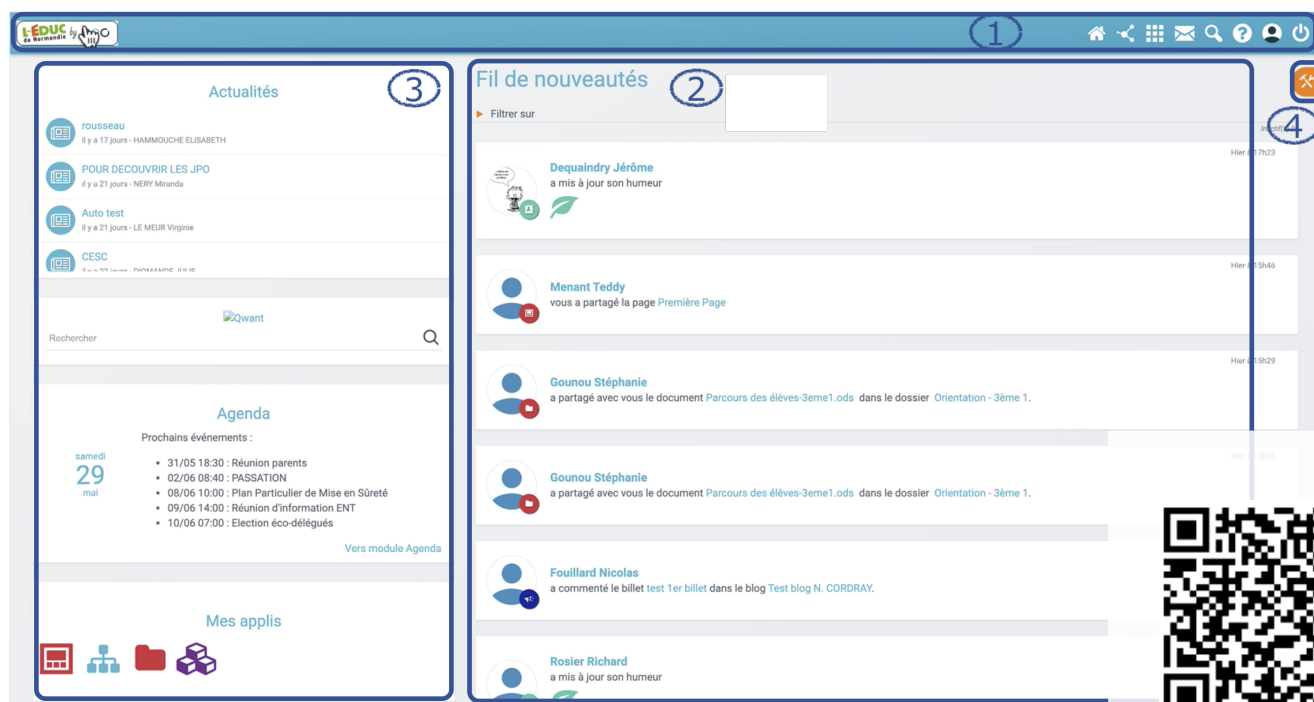 L'ÉDUC by
de Normandie
1
3
Actualités
rousseau
Il y a 17 jours - HAMMOUCHE ELISABETH
POUR DECOUVRIR LES JPO
il y a 21 jours - NERY Miranda
Auto test
il y a 21 jours - LE MEUR Virginie
CESC
Qwant
Rechercher
Agenda
Prochains événements :
samedi
29
mai
• 31/05 18:30 : Réunion parents
• 02/06 08:40 : PASSATION
• 08/06 10:00 : Plan Particulier de Mise en Sûreté
• 09/06 14:00 : Réunion d'information ENT
• 10/06 07:00 : Election éco-délégués
Vers module Agenda
Mes applis
Fil de nouveautés
2
Filtrer sur
4
Hier à 17h23
Dequaindry Jérôme
a mis à jour son humeur
Hier à 15h46
Menant Teddy
vous a partagé la page Première Page
Hier à 15h29
Gounou Stéphanie
a partagé avec vous le document Parcours des élèves-3eme1.ods dans le dossier Orientation - 3ème 1.
Gounou Stéphanie
a partagé avec vous le document Parcours des élèves-3eme1.ods dans le dossier Orientation - 3ème 1.
Fouillard Nicolas
a commenté le billet test 1er billet dans le blog Test blog N. CORDRAY.
Rosier Richard
a mis à jour son humeur